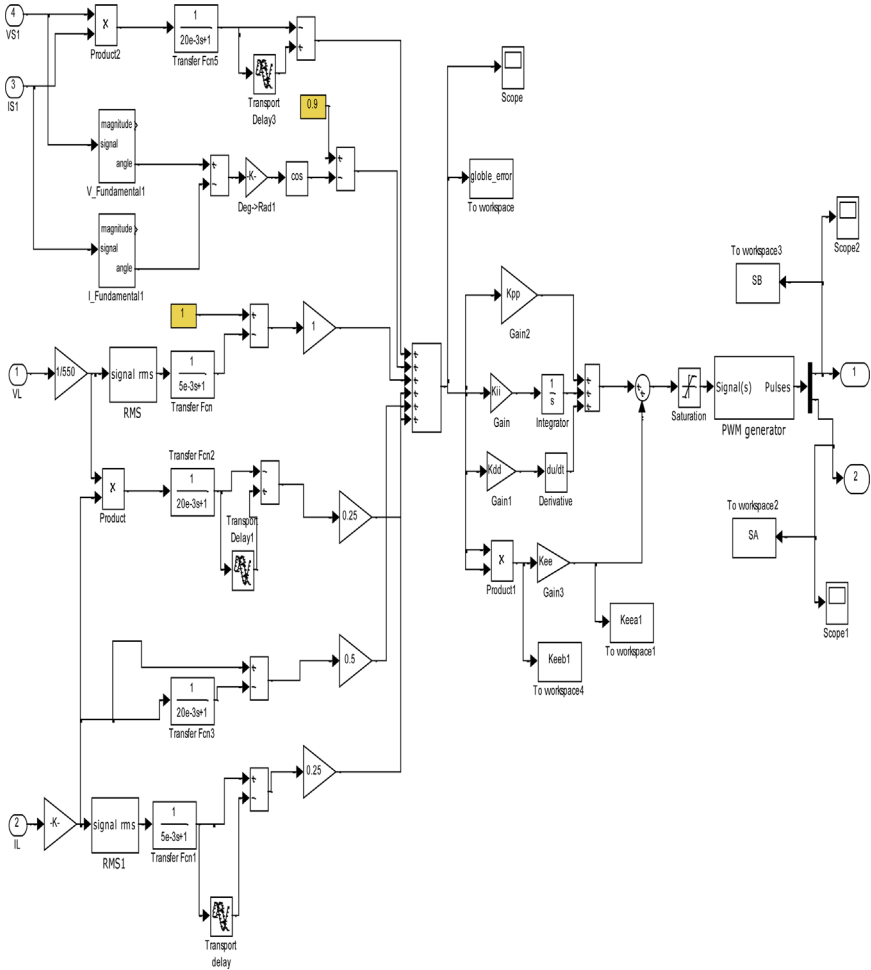 4
VS1
3
IS1
X
Product2
1
20e-3s+1
Transfer Fcn5
Transport
Delay3
-
+
magnitude
signal
angle
V_Fundamental1
magnitude
signal
angle
I_Fundamental1
+
-
-K-
Deg->Rad1
cos
0.9
+
-
Scope
globle_error
To workspace
1
+
-
1
1
VL
1/550
signal rms
RMS
1
5e-3s+1
Transfer Fcn
X
Product
Transfer Fcn2
1
20e-3s+1
Transport
Delay1
-
+
0.25
1
20e-3s+1
Transfer Fcn3
+
-
0.5
2
IL
-K-
signal rms
RMS1
1
5e-3s+1
Transfer Fcn1
Transport
delay
+
-
0.25
+
+
+
+
+
+
Kpp
Gain2
Kii
Gain
1
s
Integrator
Kdd
Gain1
du/dt
Derivative
X
Product1
Kee
Gain3
Keea1
To workspace1
Keeb1
To workspace4
+
+
+
+
+
Saturation
Signal(s) Pulses
PWM generator
To workspace3
SB
Scope2
1
2
To workspace2
SA
Scope1